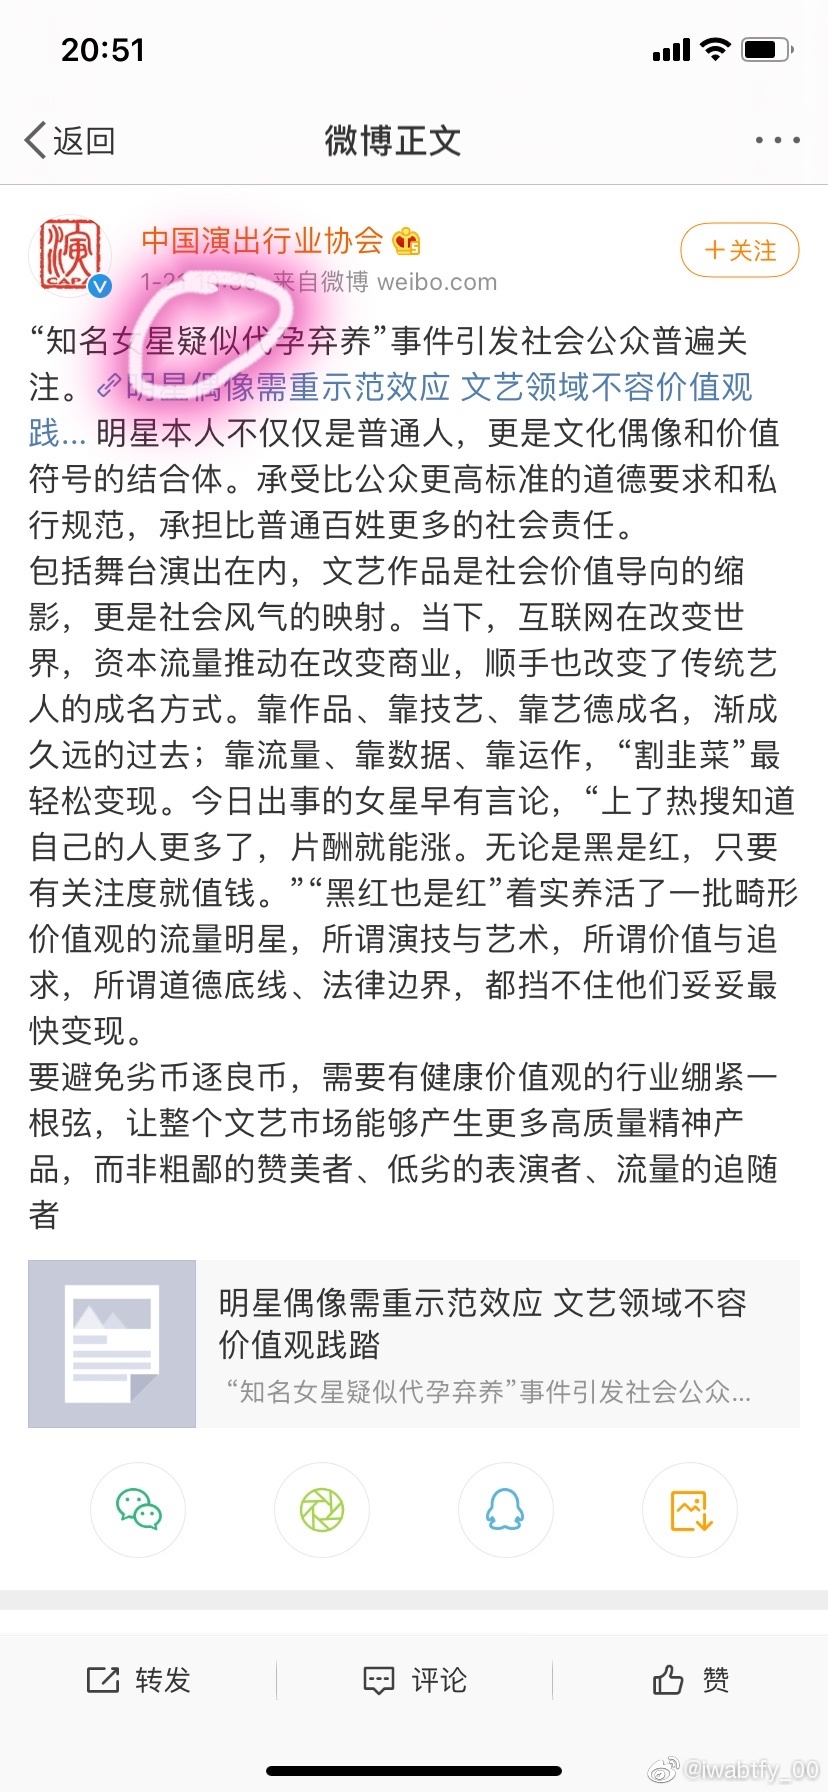 20:51
返回
微博正文
演
CAPA
中国演出行业协会
+关注
来自微博 weibo.com
“知名女星疑似代孕弃养”事件引发社会公众普遍关
注。明星偶像需重示范效应 文艺领域不容价值观
践... 明星本人不仅仅是普通人，更是文化偶像和价值
符号的结合体。承受比公众更高标准的道德要求和私
行规范，承担比普通百姓更多的社会责任。
包括舞台演出在内，文艺作品是社会价值导向的缩
影，更是社会风气的映射。当下，互联网在改变世
界，资本流量推动在改变商业，顺手也改变了传统艺
人的成名方式。靠作品、靠技艺、靠艺德成名，渐成
久远的过去；靠流量、靠数据、靠运作，“割韭菜”最
轻松变现。今日出事的女星早有言论，“上了热搜知道
自己的人更多了，片酬就能涨。无论是黑是红，只要
有关注度就值钱。”“黑红也是红”着实养活了一批畸形
价值观的流量明星，所谓演技与艺术，所谓价值与追
求，所谓道德底线、法律边界，都挡不住他们妥妥最
快变现。
要避免劣币逐良币，需要有健康价值观的行业绷紧一
根弦，让整个文艺市场能够产生更多高质量精神产
品，而非粗鄙的赞美者、低劣的表演者、流量的追随
者
明星偶像需重示范效应 文艺领域不容
价值观践踏
“知名女星疑似代孕弃养”事件引发社会公众...
转发
评论
赞
@iwabtfy_00